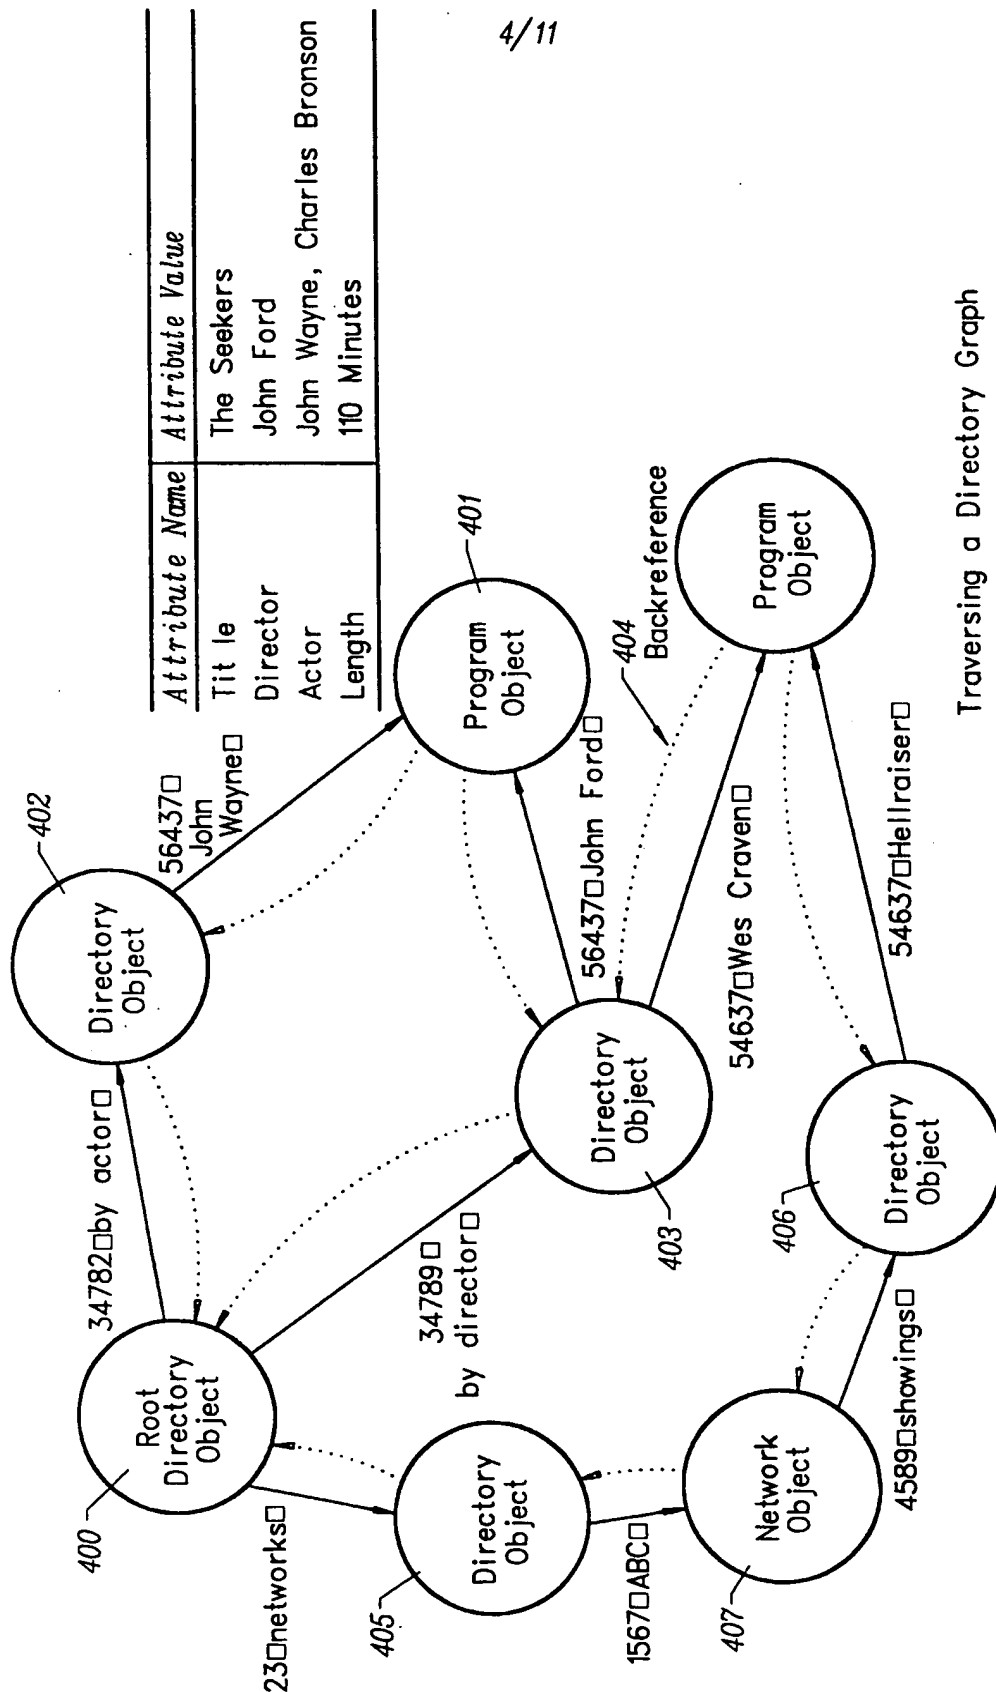 4/11
Attribute Name Attribute Value
Tit le The Seekers
Director John Ford
Actor John Wayne, Charles Bronson
Length 110 Minutes
402
Directory
Object
34782□by actor□
56437□
John
Wayne□
401
Program
Object
400
Root
Directory
Object
34789□
by director□
403
Directory
Object
56437□John Ford□
404
Backreference
54637□Wes Craven□
Program
Object
23□networks□
405
Directory
Object
1567□ABC□
407
Network
Object
4589□showings□
406
Directory
Object
54637□Hellraiser□
Traversing a Directory Graph